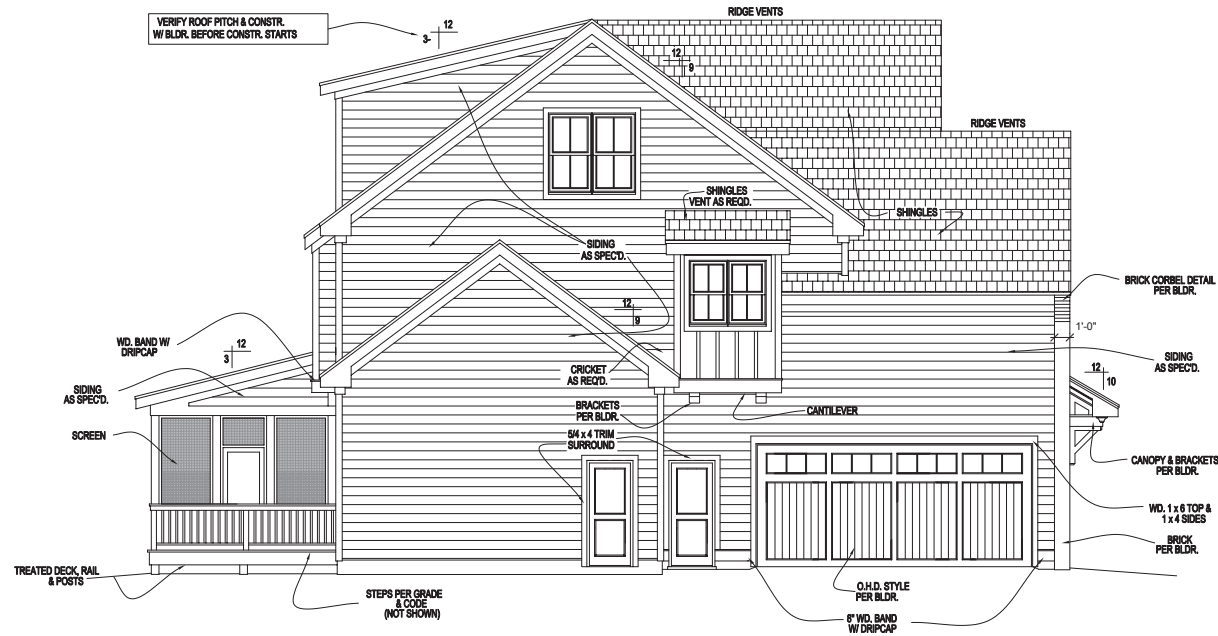 VERIFY ROOF PITCH & CONSTR.
W/ BLDR. BEFORE CONSTR. STARTS
12
3-
RIDGE VENTS
12
9
RIDGE VENTS
SHINGLES
VENT AS REQD.
SHINGLES
SIDING
AS SPEC'D.
BRICK CORBEL DETAIL
PER BLDR.
12
9
1'-0"
WD. BAND W/
DRIPCAP
12
3
SIDING
AS SPEC'D.
SIDING
AS SPEC'D.
CRICKET
AS REQ'D.
12
10
BRACKETS
PER BLDR.
CANTILEVER
SCREEN
5/4 x 4 TRIM
SURROUND
CANOPY & BRACKETS
PER BLDR.
WD. 1 x 6 TOP &
1 x 4 SIDES
BRICK
PER BLDR.
TREATED DECK, RAIL
& POSTS
STEPS PER GRADE
& CODE
(NOT SHOWN)
O.H.D. STYLE
PER BLDR.
8" WD. BAND
W/ DRIPCAP